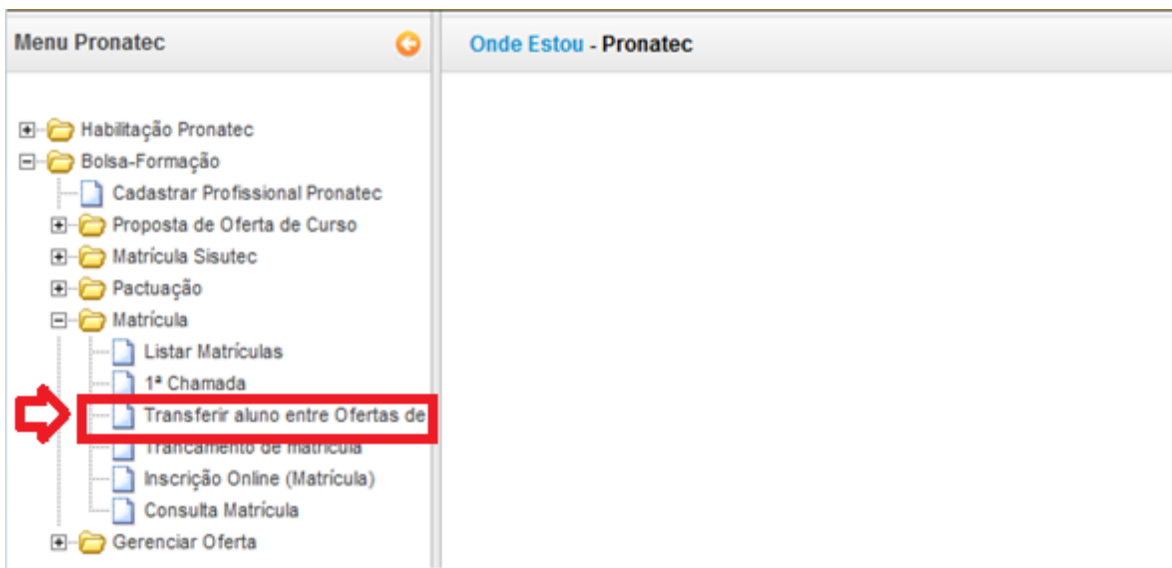 Menu Pronatec
Onde Estou - Pronatec
Habilitação Pronatec
Bolsa-Formação
Cadastrar Profissional Pronatec
Proposta de Oferta de Curso
Matrícula Sisutec
Pactuação
Matrícula
Listar Matrículas
1ª Chamada
Transferir aluno entre Ofertas de
Trancamento de matrícula
Inscrição Online (Matrícula)
Consulta Matrícula
Gerenciar Oferta